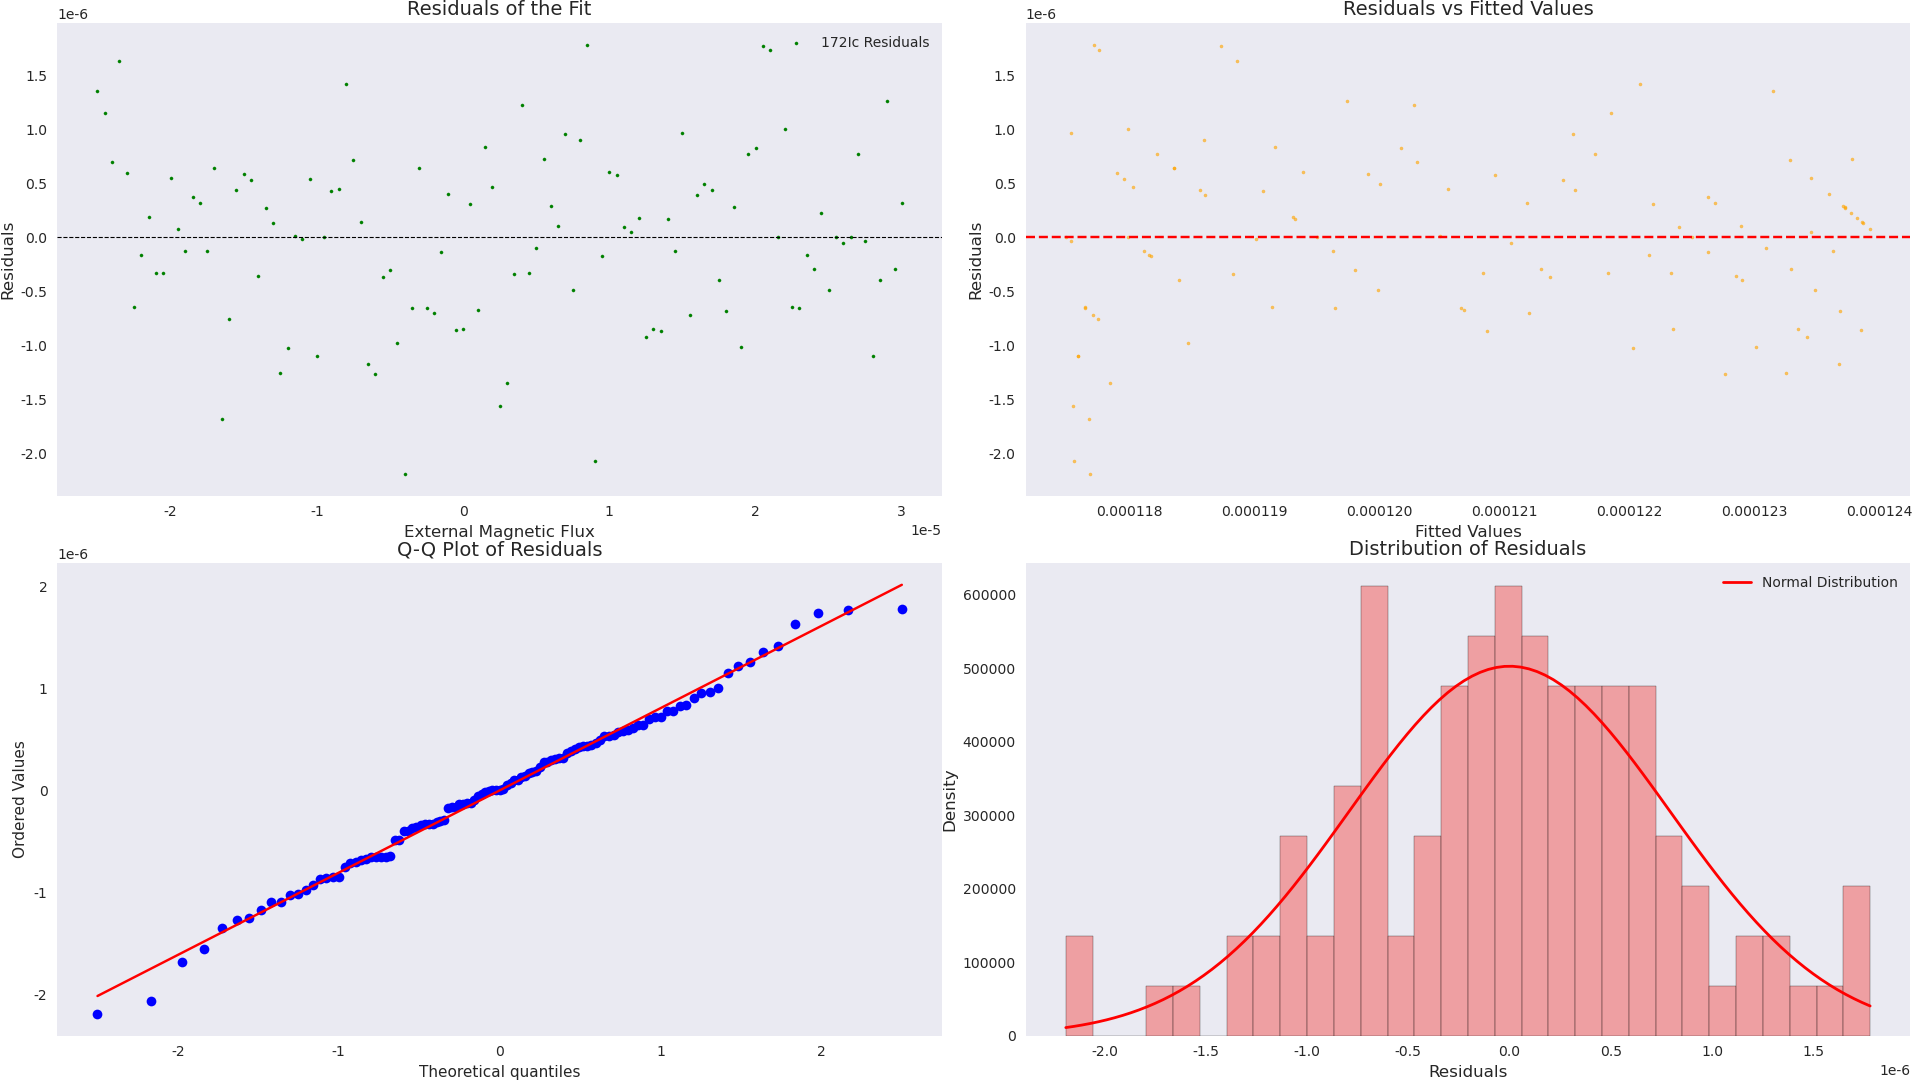 Residuals of the Fit
1e-6
172Ic Residuals
1.5
1.0
0.5
0.0
-0.5
-1.0
-1.5
-2.0
Residuals
-2 -1 0 1 2 3
1e-5
External Magnetic Flux
Residuals vs Fitted Values
1e-6
1.5
1.0
0.5
0.0
-0.5
-1.0
-1.5
-2.0
Residuals
0.000118 0.000119 0.000120 0.000121 0.000122 0.000123 0.000124
Fitted Values
Q-Q Plot of Residuals
1e-6
2
1
0
-1
-2
Ordered Values
-2 -1 0 1 2
Theoretical quantiles
Distribution of Residuals
Normal Distribution
600000
500000
400000
300000
200000
100000
0
Density
-2.0 -1.5 -1.0 -0.5 0.0 0.5 1.0 1.5
1e-6
Residuals